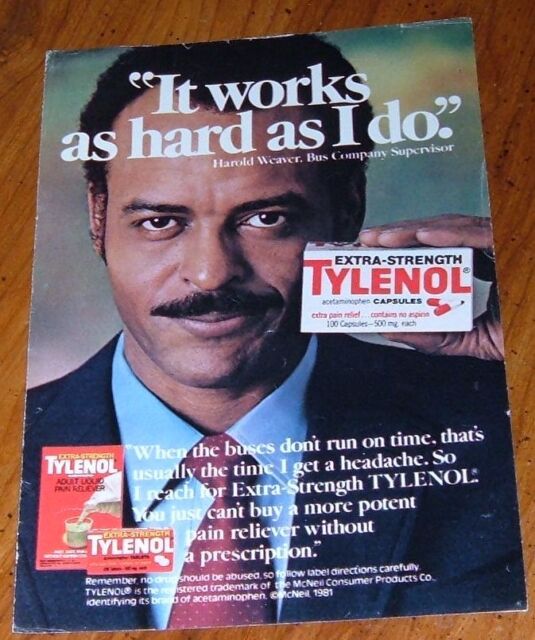 “It works
as hard as I do.”
Harold Weaver, Bus Company Supervisor
EXTRA-STRENGTH
TYLENOL®
acetaminophen CAPSULES
extra pain relief...contains no aspirin
100 Capsules—500 mg. each
"When the buses don't run on time, that's
usually the time I get a headache. So
I reach for Extra-Strength TYLENOL®.
You just can't buy a more potent
pain reliever without
a prescription."
EXTRA-STRENGTH
TYLENOL
ADULT LIQUID
PAIN RELIEVER
EXTRA-STRENGTH
TYLENOL
Remember, no drug should be abused, so follow label directions carefully.
TYLENOL® is the registered trademark of the McNeil Consumer Products Co.,
identifying its brand of acetaminophen. ©McNeil, 1981